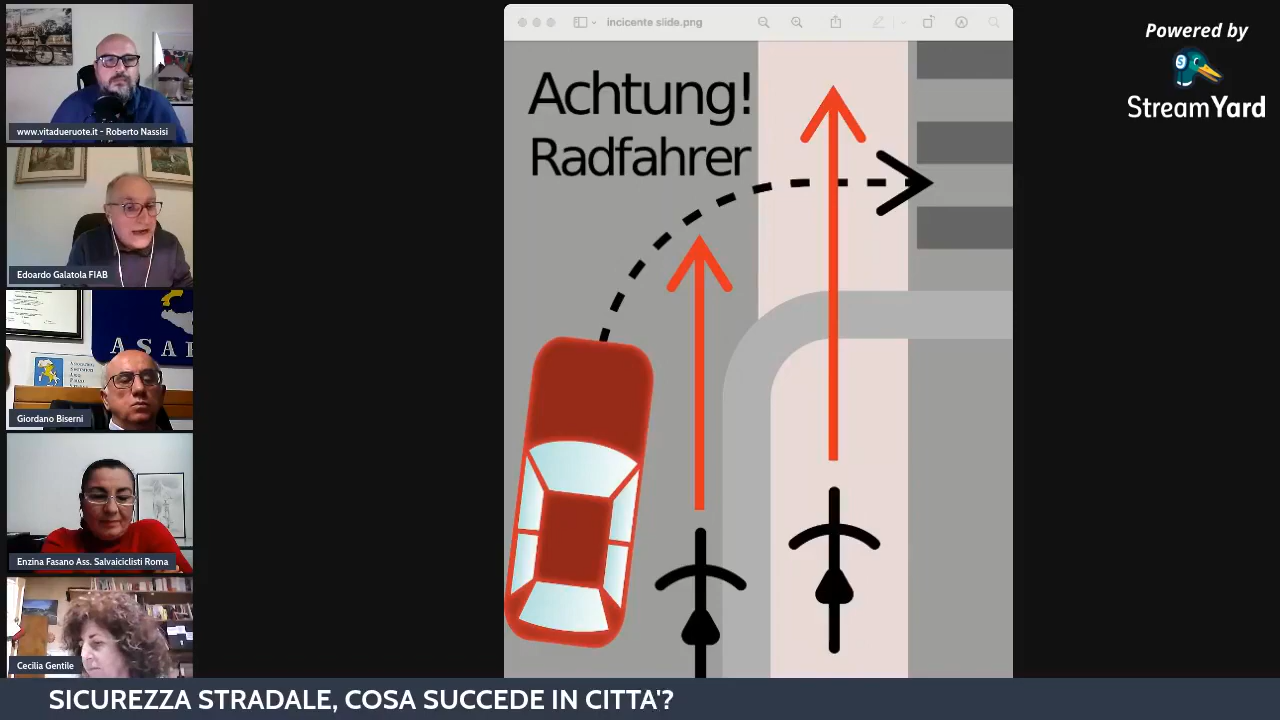 incicente slide.png
Powered by
StreamYard
Achtung!
Radfahrer
www.vitadueruote.it - Roberto Nassisi
Edoardo Galatola FIAB
ASA
Giordano Biserni
Enzina Fasano Ass. Salvaiciclisti Roma
Cecilia Gentile
SICUREZZA STRADALE, COSA SUCCEDE IN CITTA'?